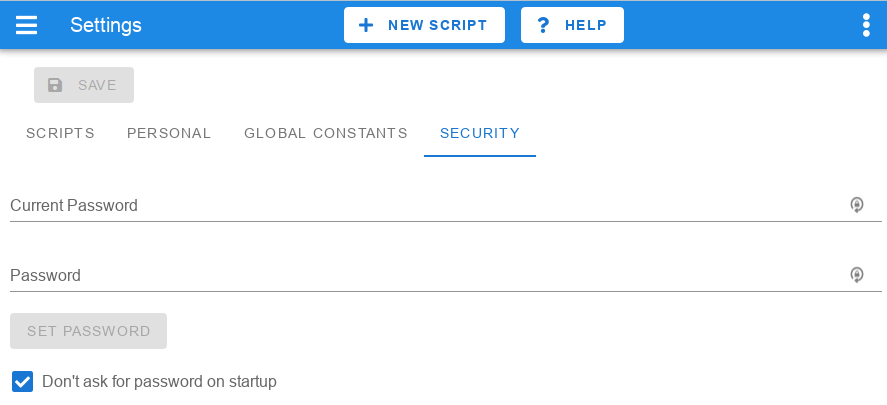 Settings NEW SCRIPT ? HELP
SAVE
SCRIPTS PERSONAL GLOBAL CONSTANTS SECURITY
Current Password
Password
SET PASSWORD
Don't ask for password on startup